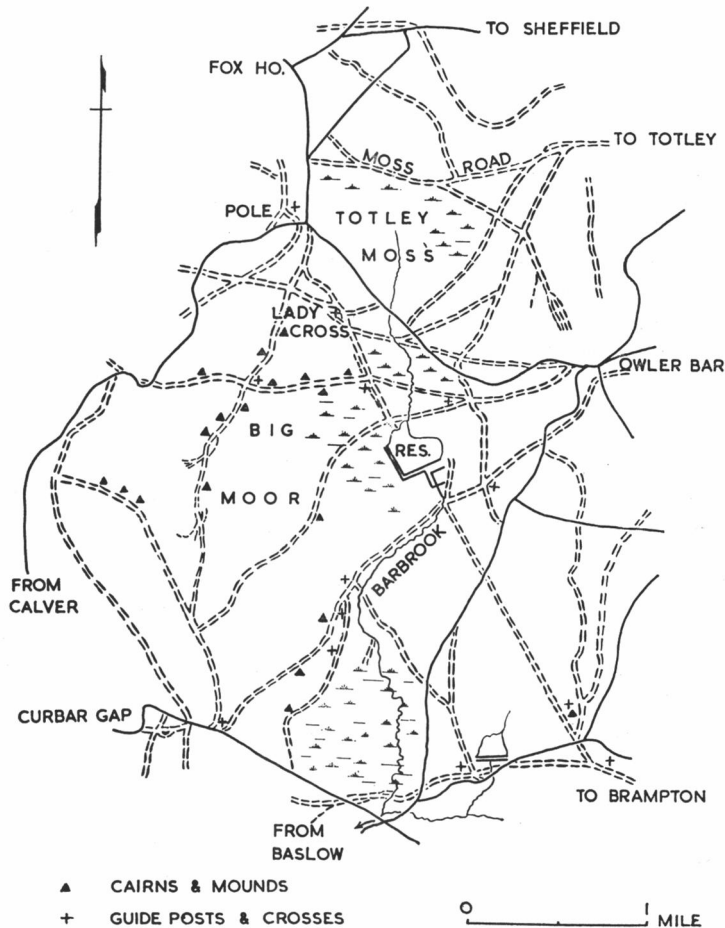 TO SHEFFIELD
FOX HO.
TO TOTLEY
MOSS ROAD
POLE
TOTLEY
MOSS
LADY
CROSS
OWLER BAR
BIG
RES.
MOOR
BARBROOK
FROM
CALVER
CURBAR GAP
TO BRAMPTON
FROM
BASLOW
CAIRNS & MOUNDS
GUIDE POSTS & CROSSES
0 1
MILE